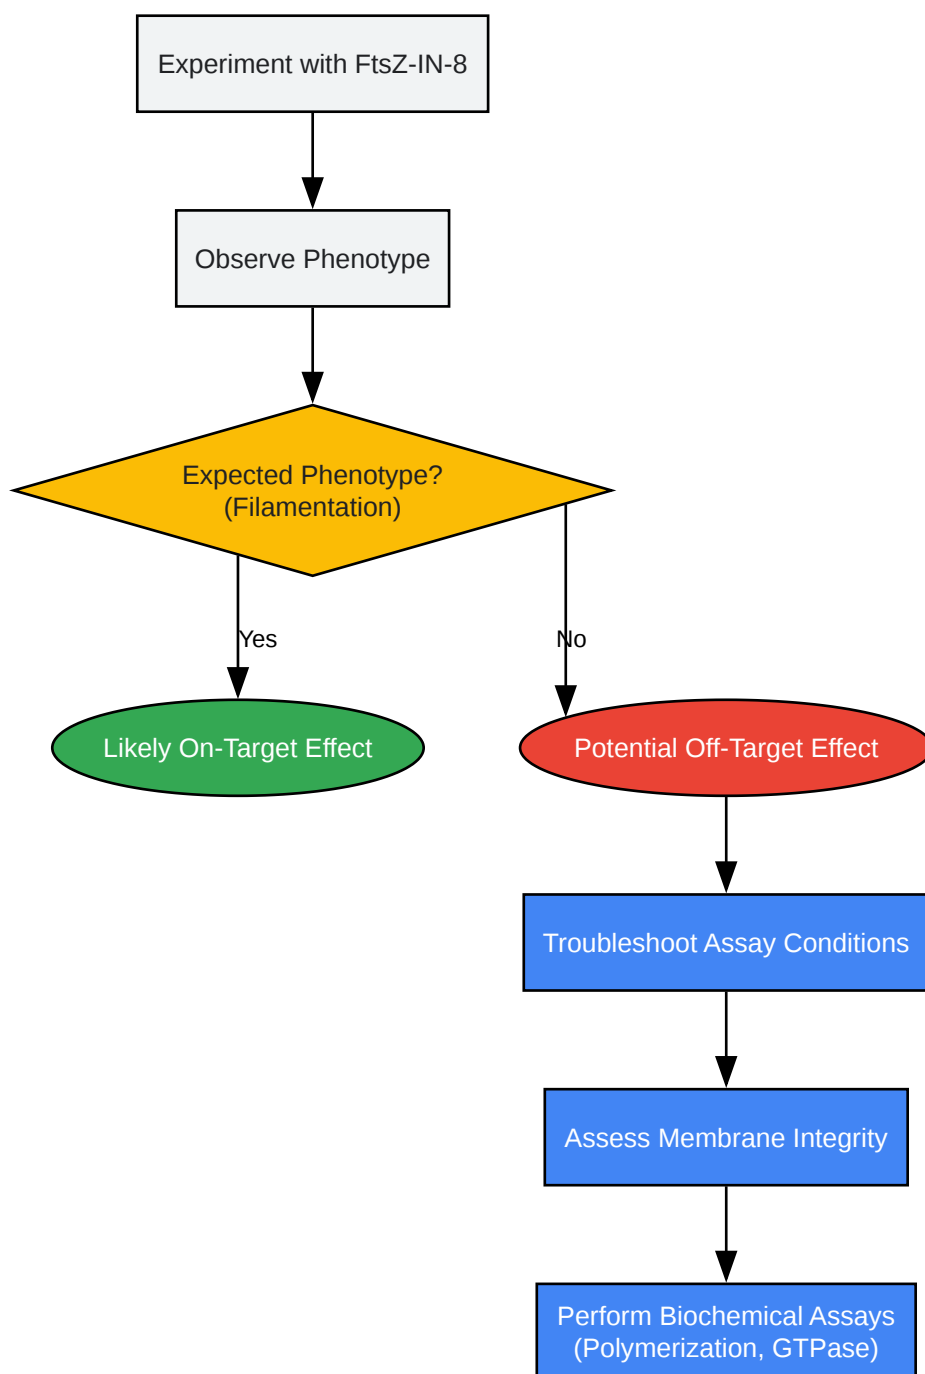 Experiment with FtsZ-IN-8
Observe Phenotype
Expected Phenotype?
(Filamentation)
Yes
No
Likely On-Target Effect
Potential Off-Target Effect
Troubleshoot Assay Conditions
Assess Membrane Integrity
Perform Biochemical Assays
(Polymerization, GTPase)